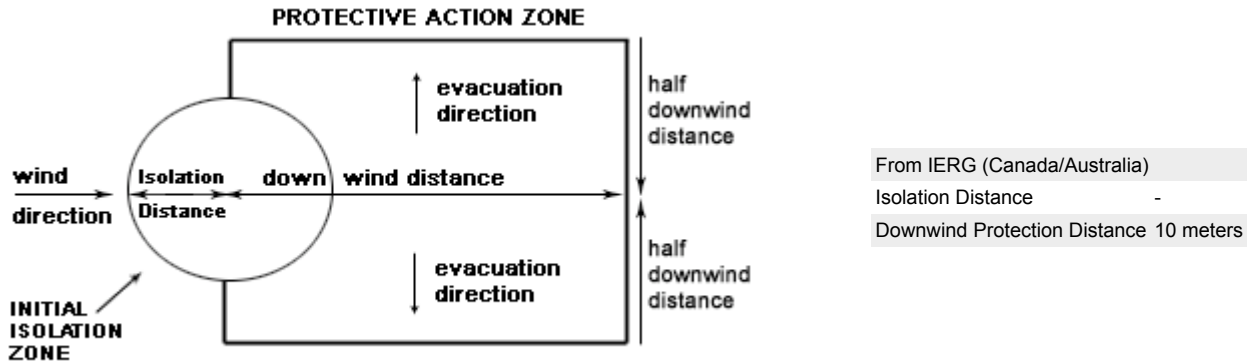 PROTECTIVE ACTION ZONE
evacuation
direction
half
downwind
distance
wind
direction
Isolation
Distance
down wind distance
evacuation
direction
half
downwind
distance
INITIAL
ISOLATION
ZONE
From IERG (Canada/Australia)
Isolation Distance -
Downwind Protection Distance 10 meters